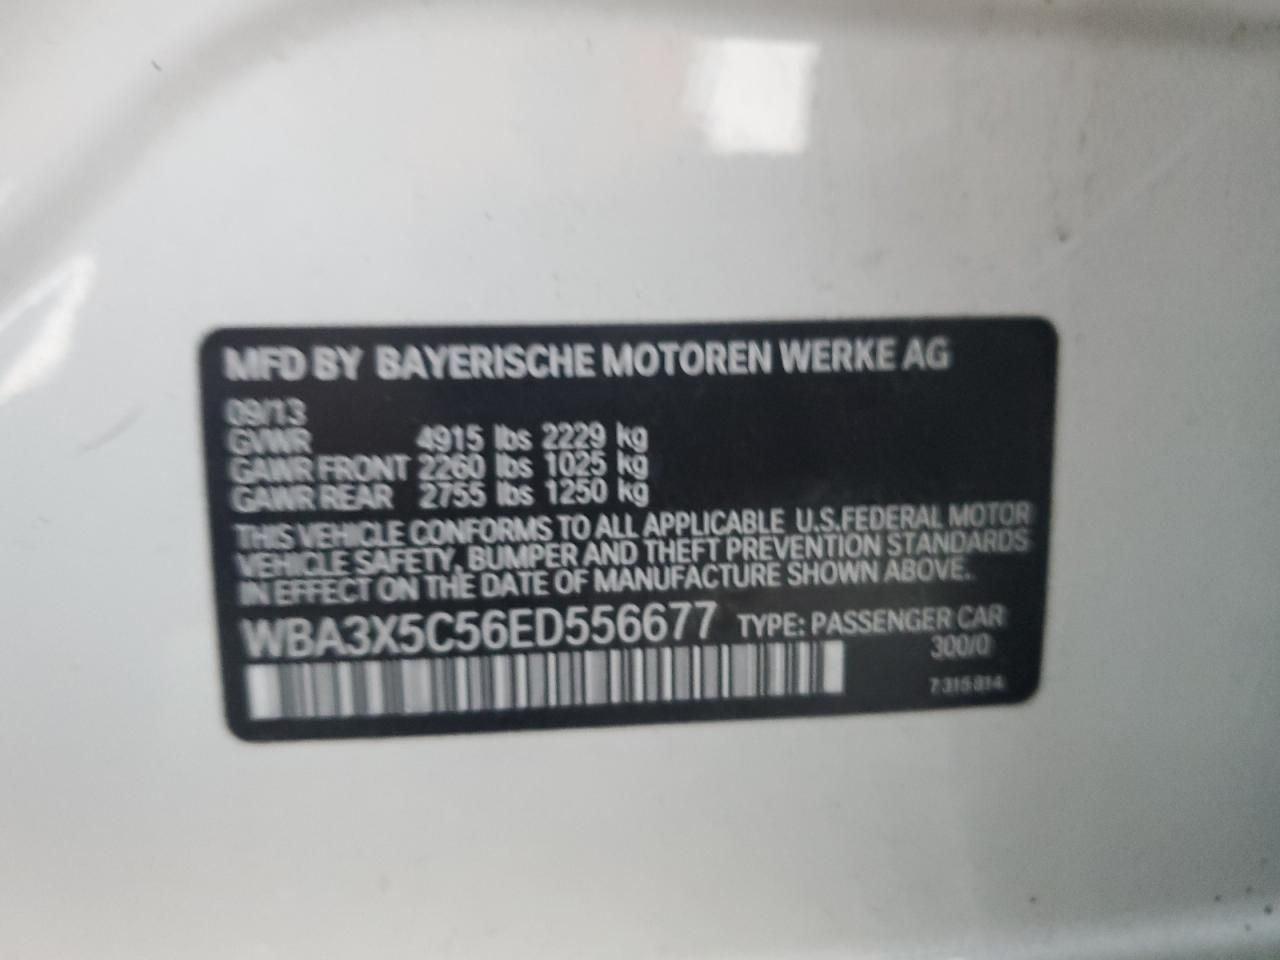 MFD BY BAYERISCHE MOTOREN WERKE AG
09/13
GVWR 4915 lbs 2229 kg
GAWR FRONT 2260 lbs 1025 kg
GAWR REAR 2755 lbs 1250 kg
THIS VEHICLE CONFORMS TO ALL APPLICABLE U.S.FEDERAL MOTOR
VEHICLE SAFETY, BUMPER AND THEFT PREVENTION STANDARDS
IN EFFECT ON THE DATE OF MANUFACTURE SHOWN ABOVE.
WBA3X5C56ED556677 TYPE: PASSENGER CAR
300/0
7315814